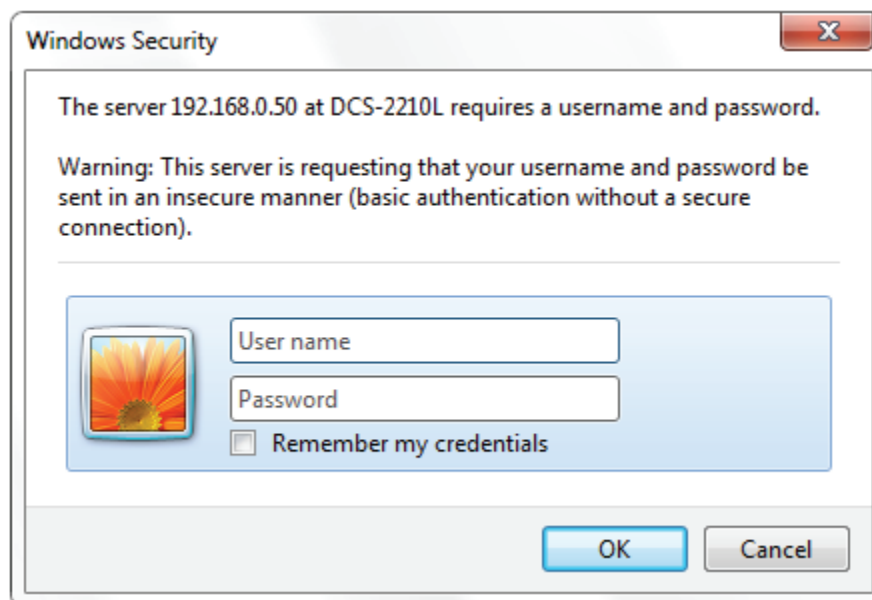 Windows Security
The server 192.168.0.50 at DCS-2210L requires a username and password.
Warning: This server is requesting that your username and password be
sent in an insecure manner (basic authentication without a secure
connection).
User name
Password
Remember my credentials
OK
Cancel